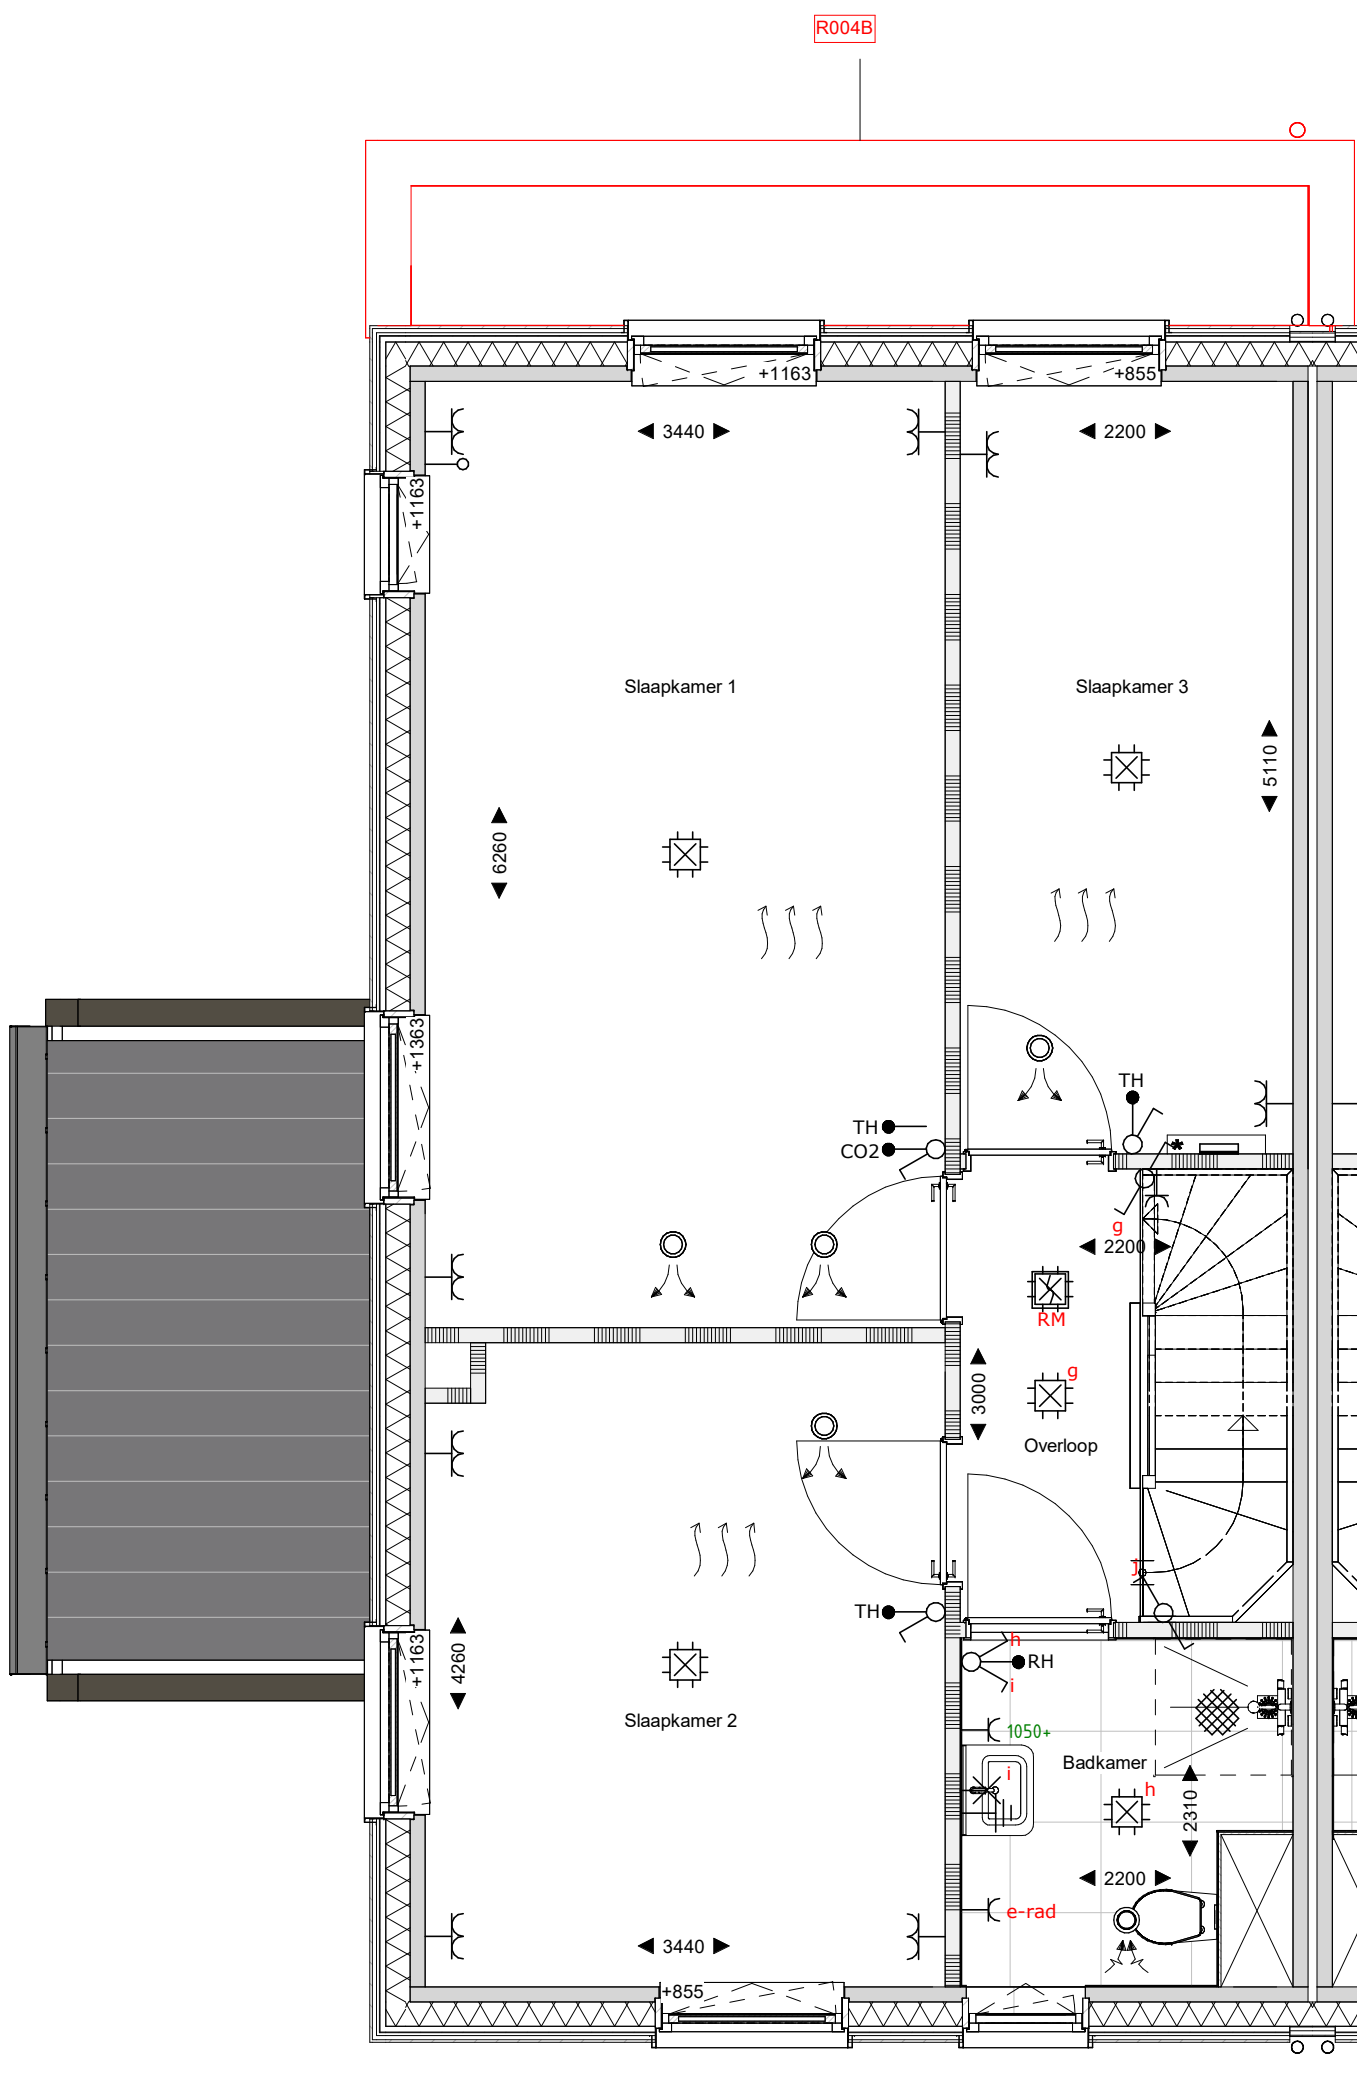 R004B
+1163
+855
3440
2200
+1163
Slaapkamer 1
Slaapkamer 3
5110
6260
+1363
TH
TH
CO2
*
g
2200
RM
g
3000
Overloop
j
TH
h
RH
i
+1163
4260
Slaapkamer 2
1050+
Badkamer
i
h
2310
2200
e-rad
3440
+855